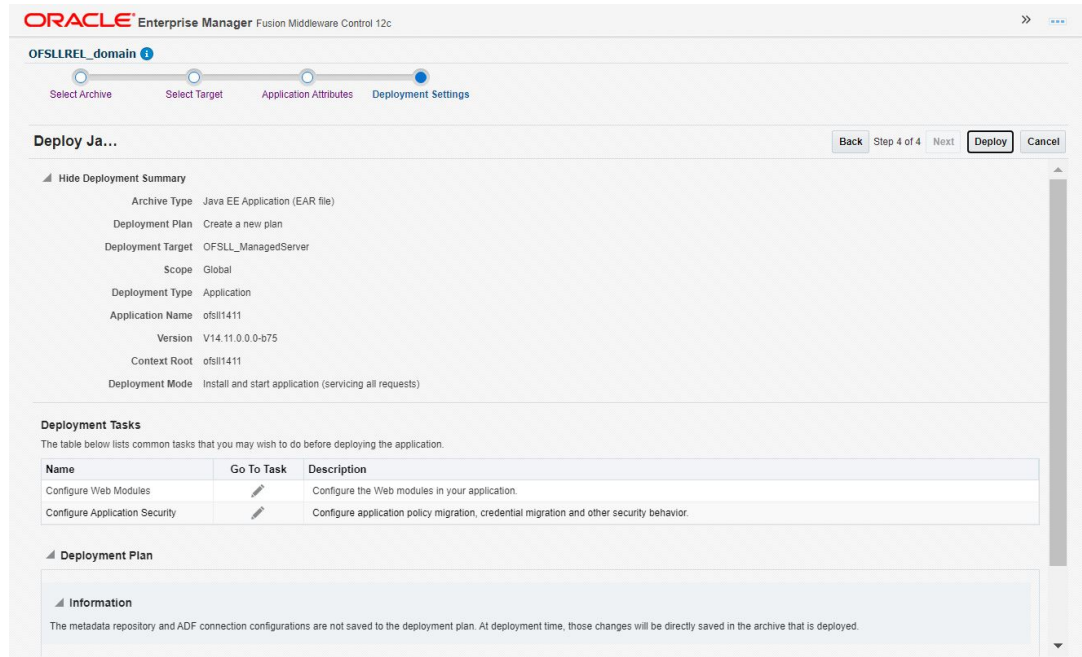 ORACLE Enterprise Manager Fusion Middleware Control 12c
OFSLLREL_domain
Select Archive Select Target Application Attributes Deployment Settings
Deploy Ja... Back Step 4 of 4 Next Deploy Cancel
Hide Deployment Summary
Archive Type Java EE Application (EAR file)
Deployment Plan Create a new plan
Deployment Target OFSLL_ManagedServer
Scope Global
Deployment Type Application
Application Name ofsll1411
Version V14.11.0.0.0-b75
Context Root ofsll1411
Deployment Mode Install and start application (servicing all requests)
Deployment Tasks
The table below lists common tasks that you may wish to do before deploying the application.
Name Go To Task Description
Configure Web Modules Configure the Web modules in your application.
Configure Application Security Configure application policy migration, credential migration and other security behavior.
Deployment Plan
Information
The metadata repository and ADF connection configurations are not saved to the deployment plan. At deployment time, those changes will be directly saved in the archive that is deployed.